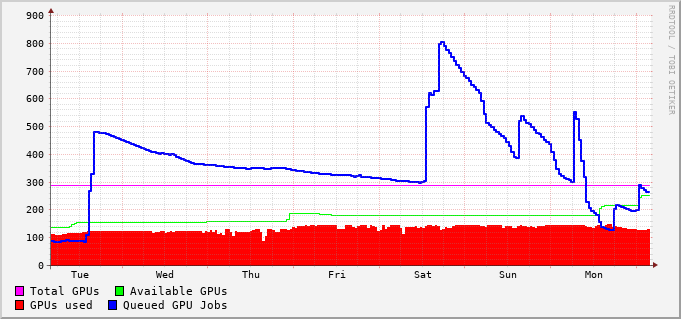 900
800
700
600
500
400
300
200
100
0
Tue Wed Thu Fri Sat Sun Mon
Total GPUs Available GPUs
GPUs used Queued GPU Jobs
RRDTOOL / TOBI OETIKER